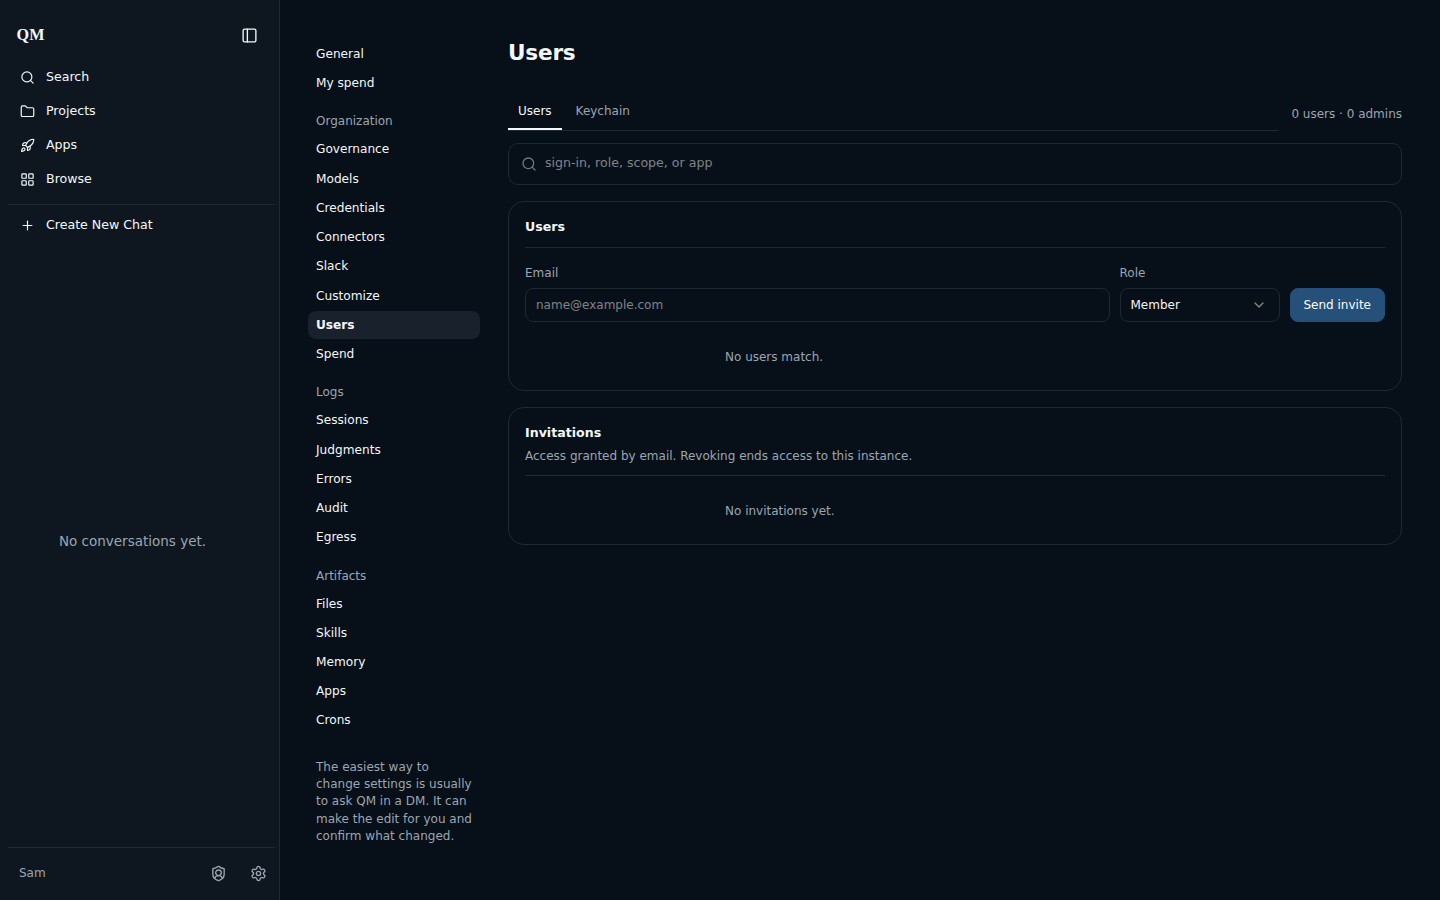 QM
Search
Projects
Apps
Browse
Create New Chat
No conversations yet.
Sam
General
My spend
Organization
Governance
Models
Credentials
Connectors
Slack
Customize
Users
Spend
Logs
Sessions
Judgments
Errors
Audit
Egress
Artifacts
Files
Skills
Memory
Apps
Crons
The easiest way to
change settings is usually
to ask QM in a DM. It can
make the edit for you and
confirm what changed.
Users
Users Keychain
0 users · 0 admins
sign-in, role, scope, or app
Users
Email Role
name@example.com Member Send invite
No users match.
Invitations
Access granted by email. Revoking ends access to this instance.
No invitations yet.